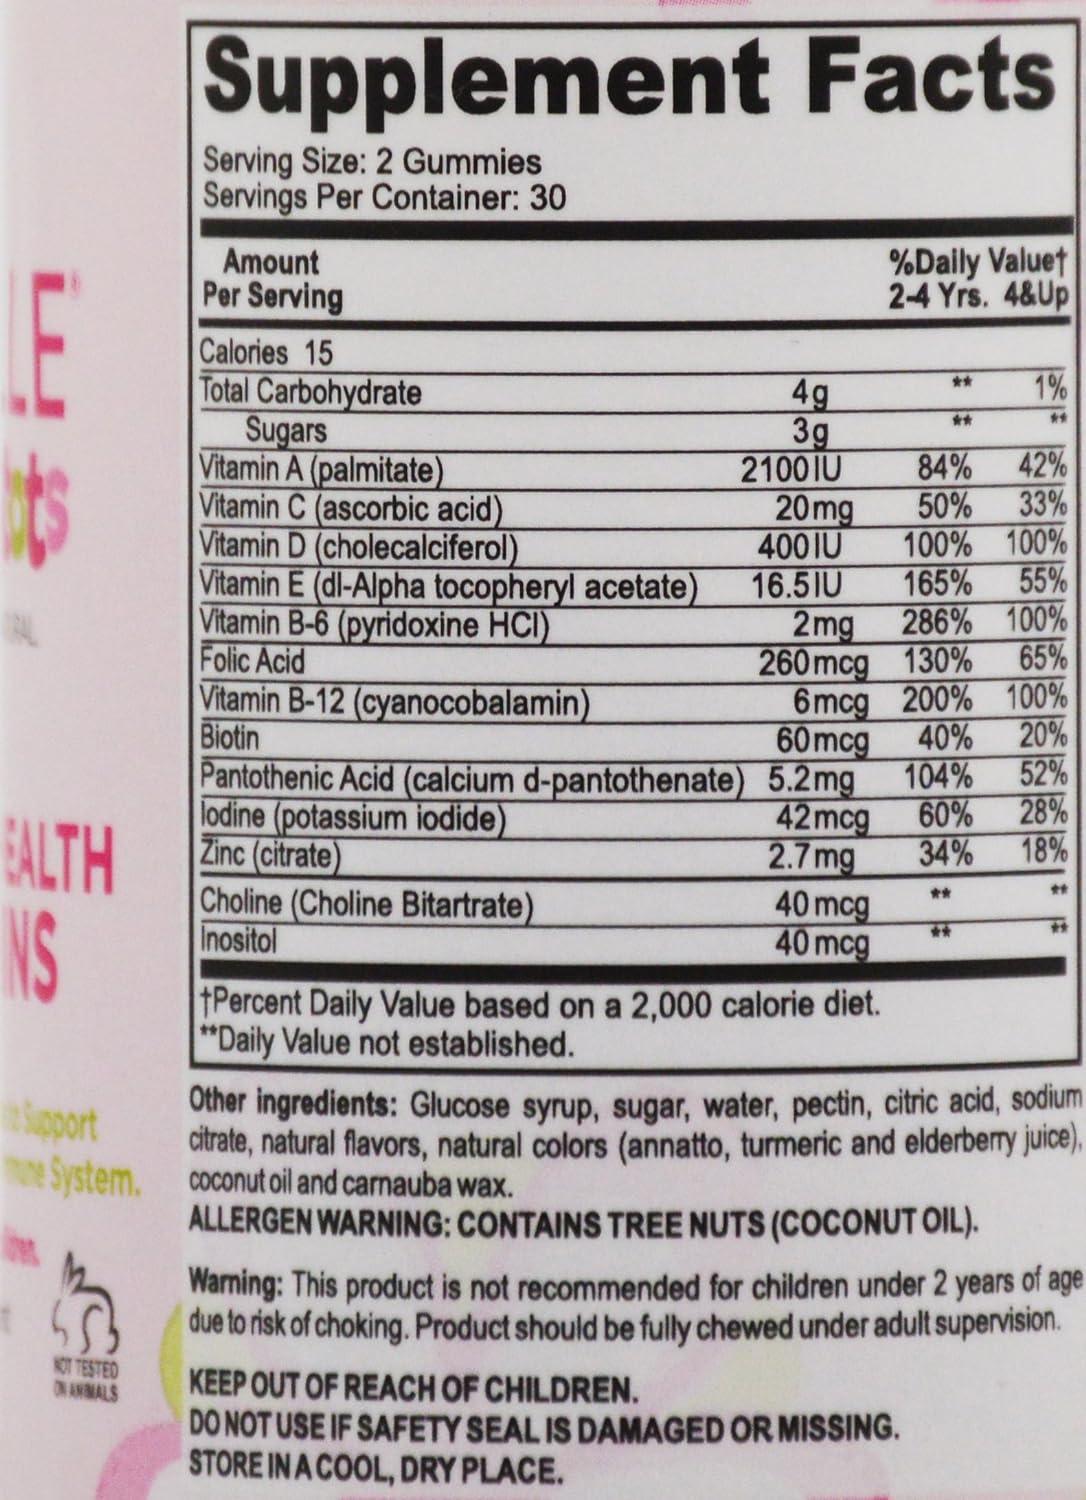 Supplement Facts
Serving Size: 2 Gummies
Servings Per Container: 30
Amount
Per Serving
%Daily Value†
2-4 Yrs. 4&Up
Calories 15
Total Carbohydrate 4g ** 1%
Sugars 3g ** **
Vitamin A (palmitate) 2100IU 84% 42%
Vitamin C (ascorbic acid) 20mg 50% 33%
Vitamin D (cholecalciferol) 400IU 100% 100%
Vitamin E (dl-Alpha tocopheryl acetate) 16.5IU 165% 55%
Vitamin B-6 (pyridoxine HCl) 2mg 286% 100%
Folic Acid 260mcg 130% 65%
Vitamin B-12 (cyanocobalamin) 6mcg 200% 100%
Biotin 60mcg 40% 20%
Pantothenic Acid (calcium d-pantothenate) 5.2mg 104% 52%
Iodine (potassium iodide) 42mcg 60% 28%
Zinc (citrate) 2.7mg 34% 18%
Choline (Choline Bitartrate) 40mcg ** **
Inositol 40mcg ** **
†Percent Daily Value based on a 2,000 calorie diet.
**Daily Value not established.
Other ingredients: Glucose syrup, sugar, water, pectin, citric acid, sodium
citrate, natural flavors, natural colors (annatto, turmeric and elderberry juice),
coconut oil and carnauba wax.
ALLERGEN WARNING: CONTAINS TREE NUTS (COCONUT OIL).
Warning: This product is not recommended for children under 2 years of age
due to risk of choking. Product should be fully chewed under adult supervision.
KEEP OUT OF REACH OF CHILDREN.
DO NOT USE IF SAFETY SEAL IS DAMAGED OR MISSING.
STORE IN A COOL, DRY PLACE.
LE
ots
EALTH
NS
Support
System.
NOT TESTED
ON ANIMALS